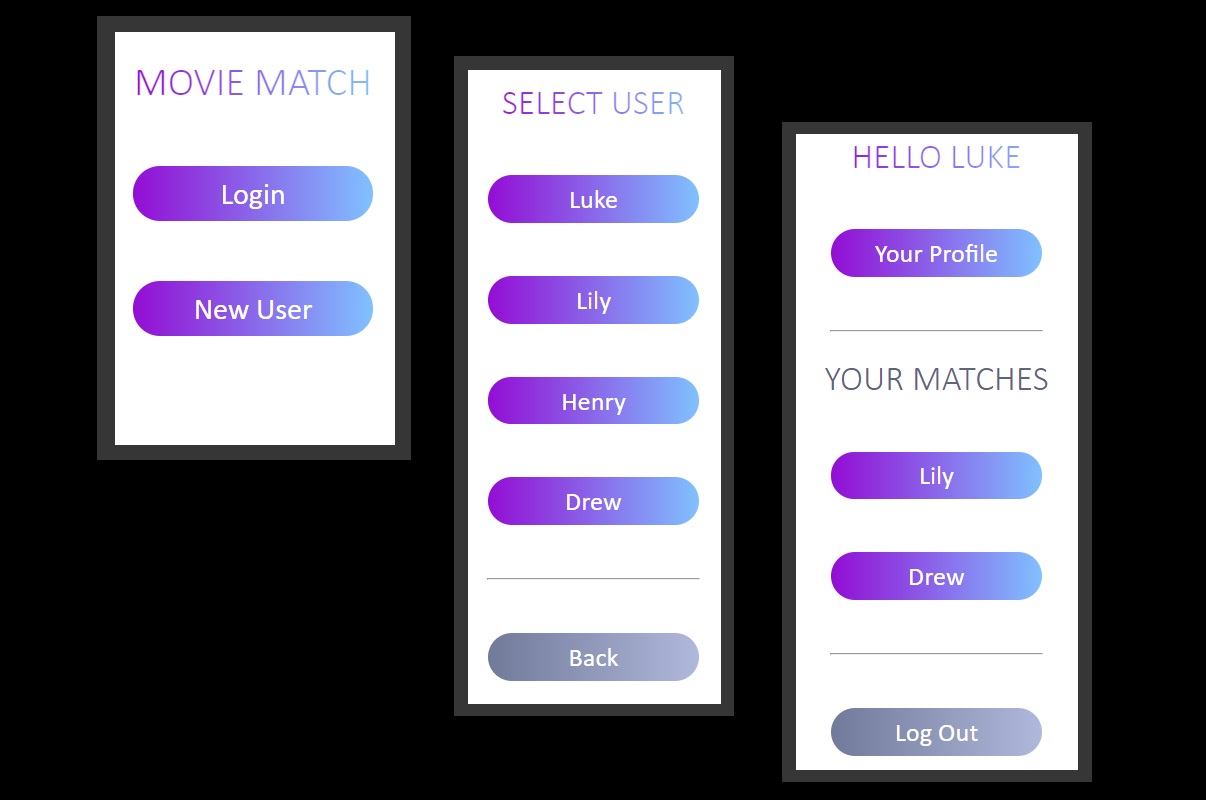 MOVIE MATCH
Login
New User
SELECT USER
Luke
Lily
Henry
Drew
Back
HELLO LUKE
Your Profile
YOUR MATCHES
Lily
Drew
Log Out